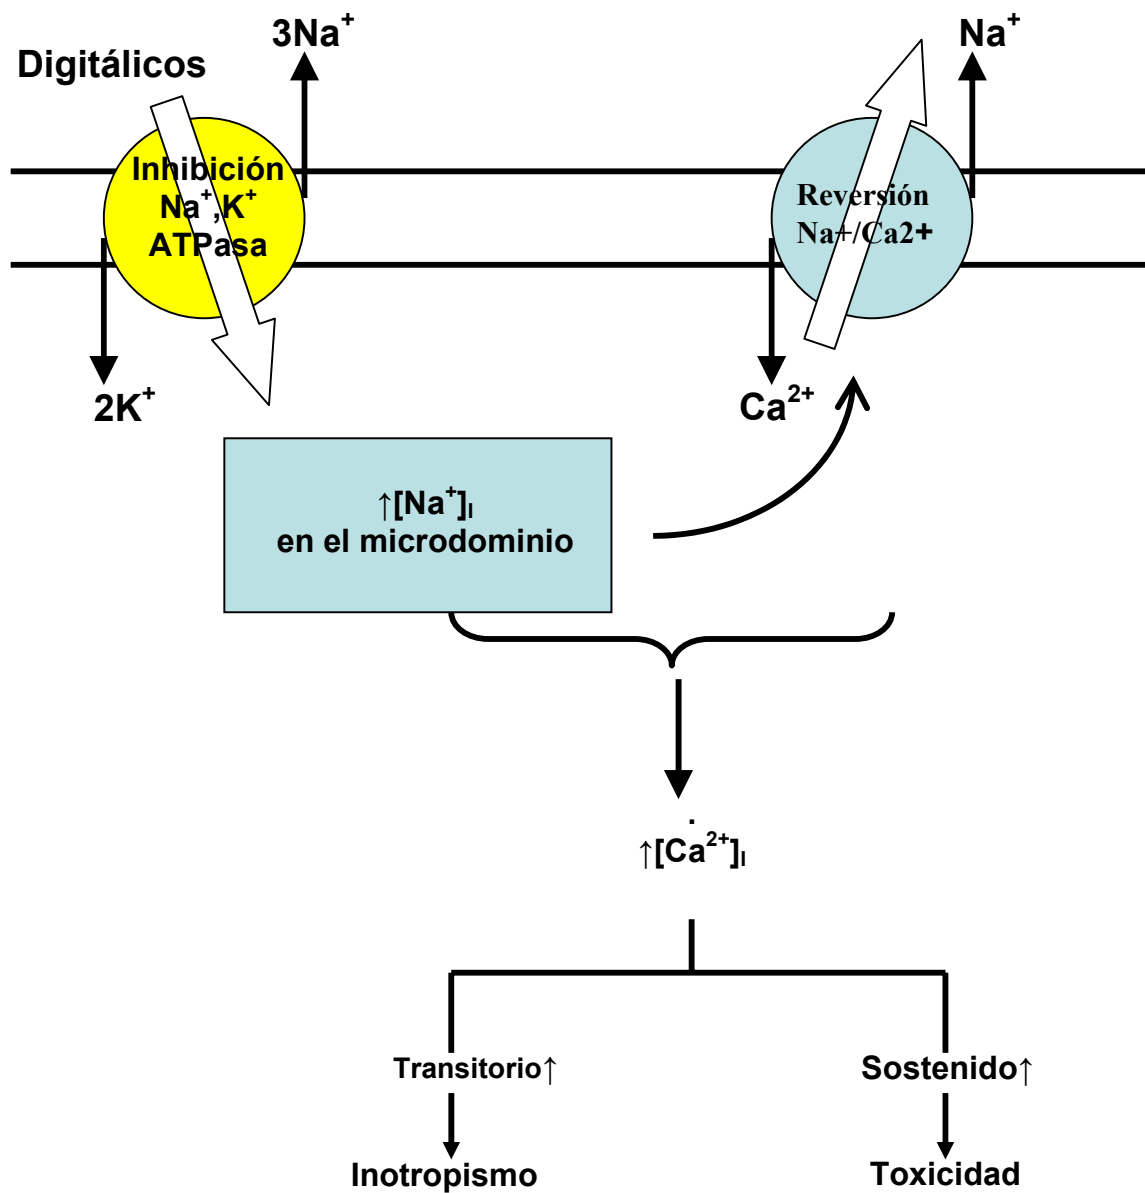 3Na⁺
Na⁺
Digitálicos
Inhibición
Na⁺,K⁺
ATPasa
Reversión
Na+/Ca2+
2K⁺
Ca²⁺
↑[Na⁺]ₗ
en el microdominio
.
↑[Ca²⁺]ₗ
Transitorio↑
Sostenido↑
Inotropismo
Toxicidad